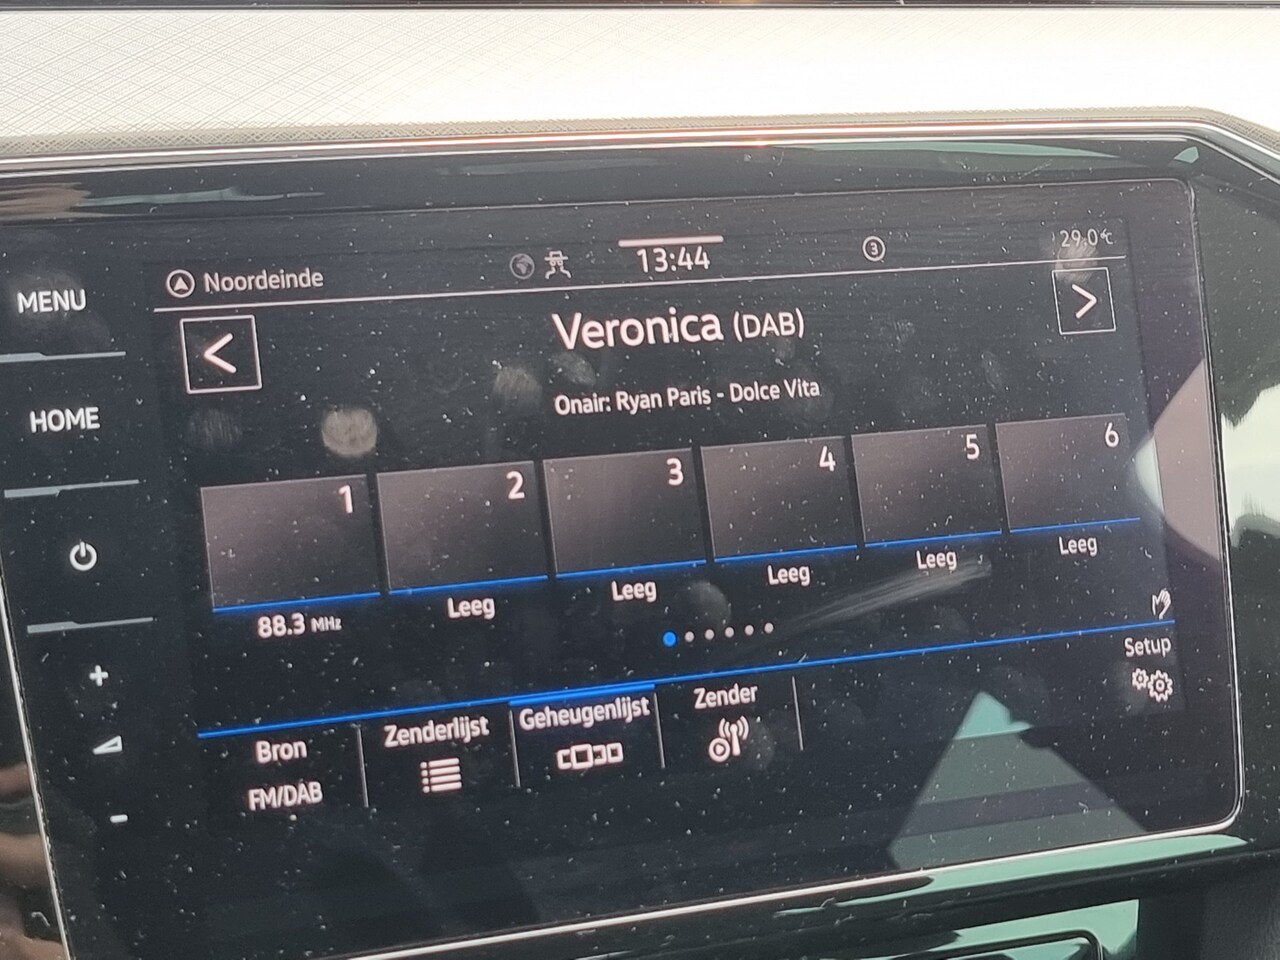 MENU
HOME
Noordeinde
13:44
3
29.0°C
<
Veronica (DAB)
>
Onair: Ryan Paris - Dolce Vita
1
2
3
4
5
6
88.3 MHz
Leeg
Leeg
Leeg
Leeg
Leeg
+
-
Bron
FM/DAB
Zenderlijst
Geheugenlijst
Zender
Setup